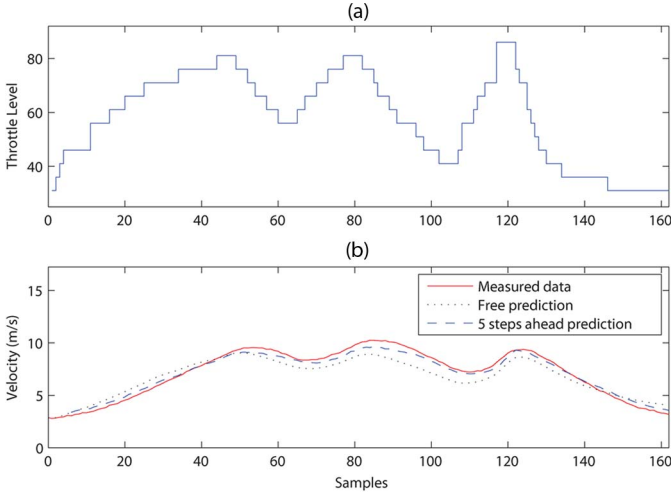 (a)
Throttle Level
80
60
40
0 20 40 60 80 100 120 140 160
(b)
Velocity (m/s)
15
10
5
0
Measured data
Free prediction
5 steps ahead prediction
0 20 40 60 80 100 120 140 160
Samples